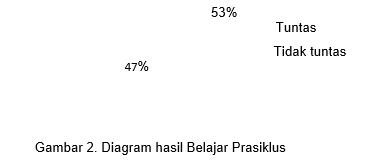 53%
Tuntas
Tidak tuntas
47%
Gambar 2. Diagram hasil Belajar Prasiklus